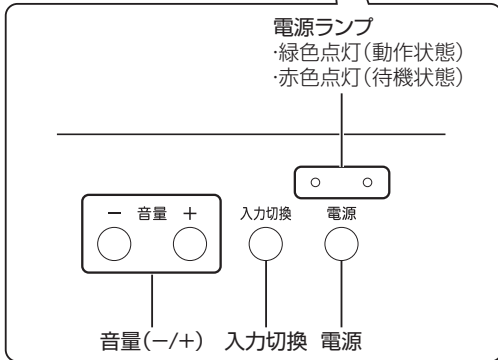 電源ランプ
·緑色点灯(動作状態)
·赤色点灯(待機状態)
− 音量 + 入力切換 電源
音量(−/+) 入力切換 電源